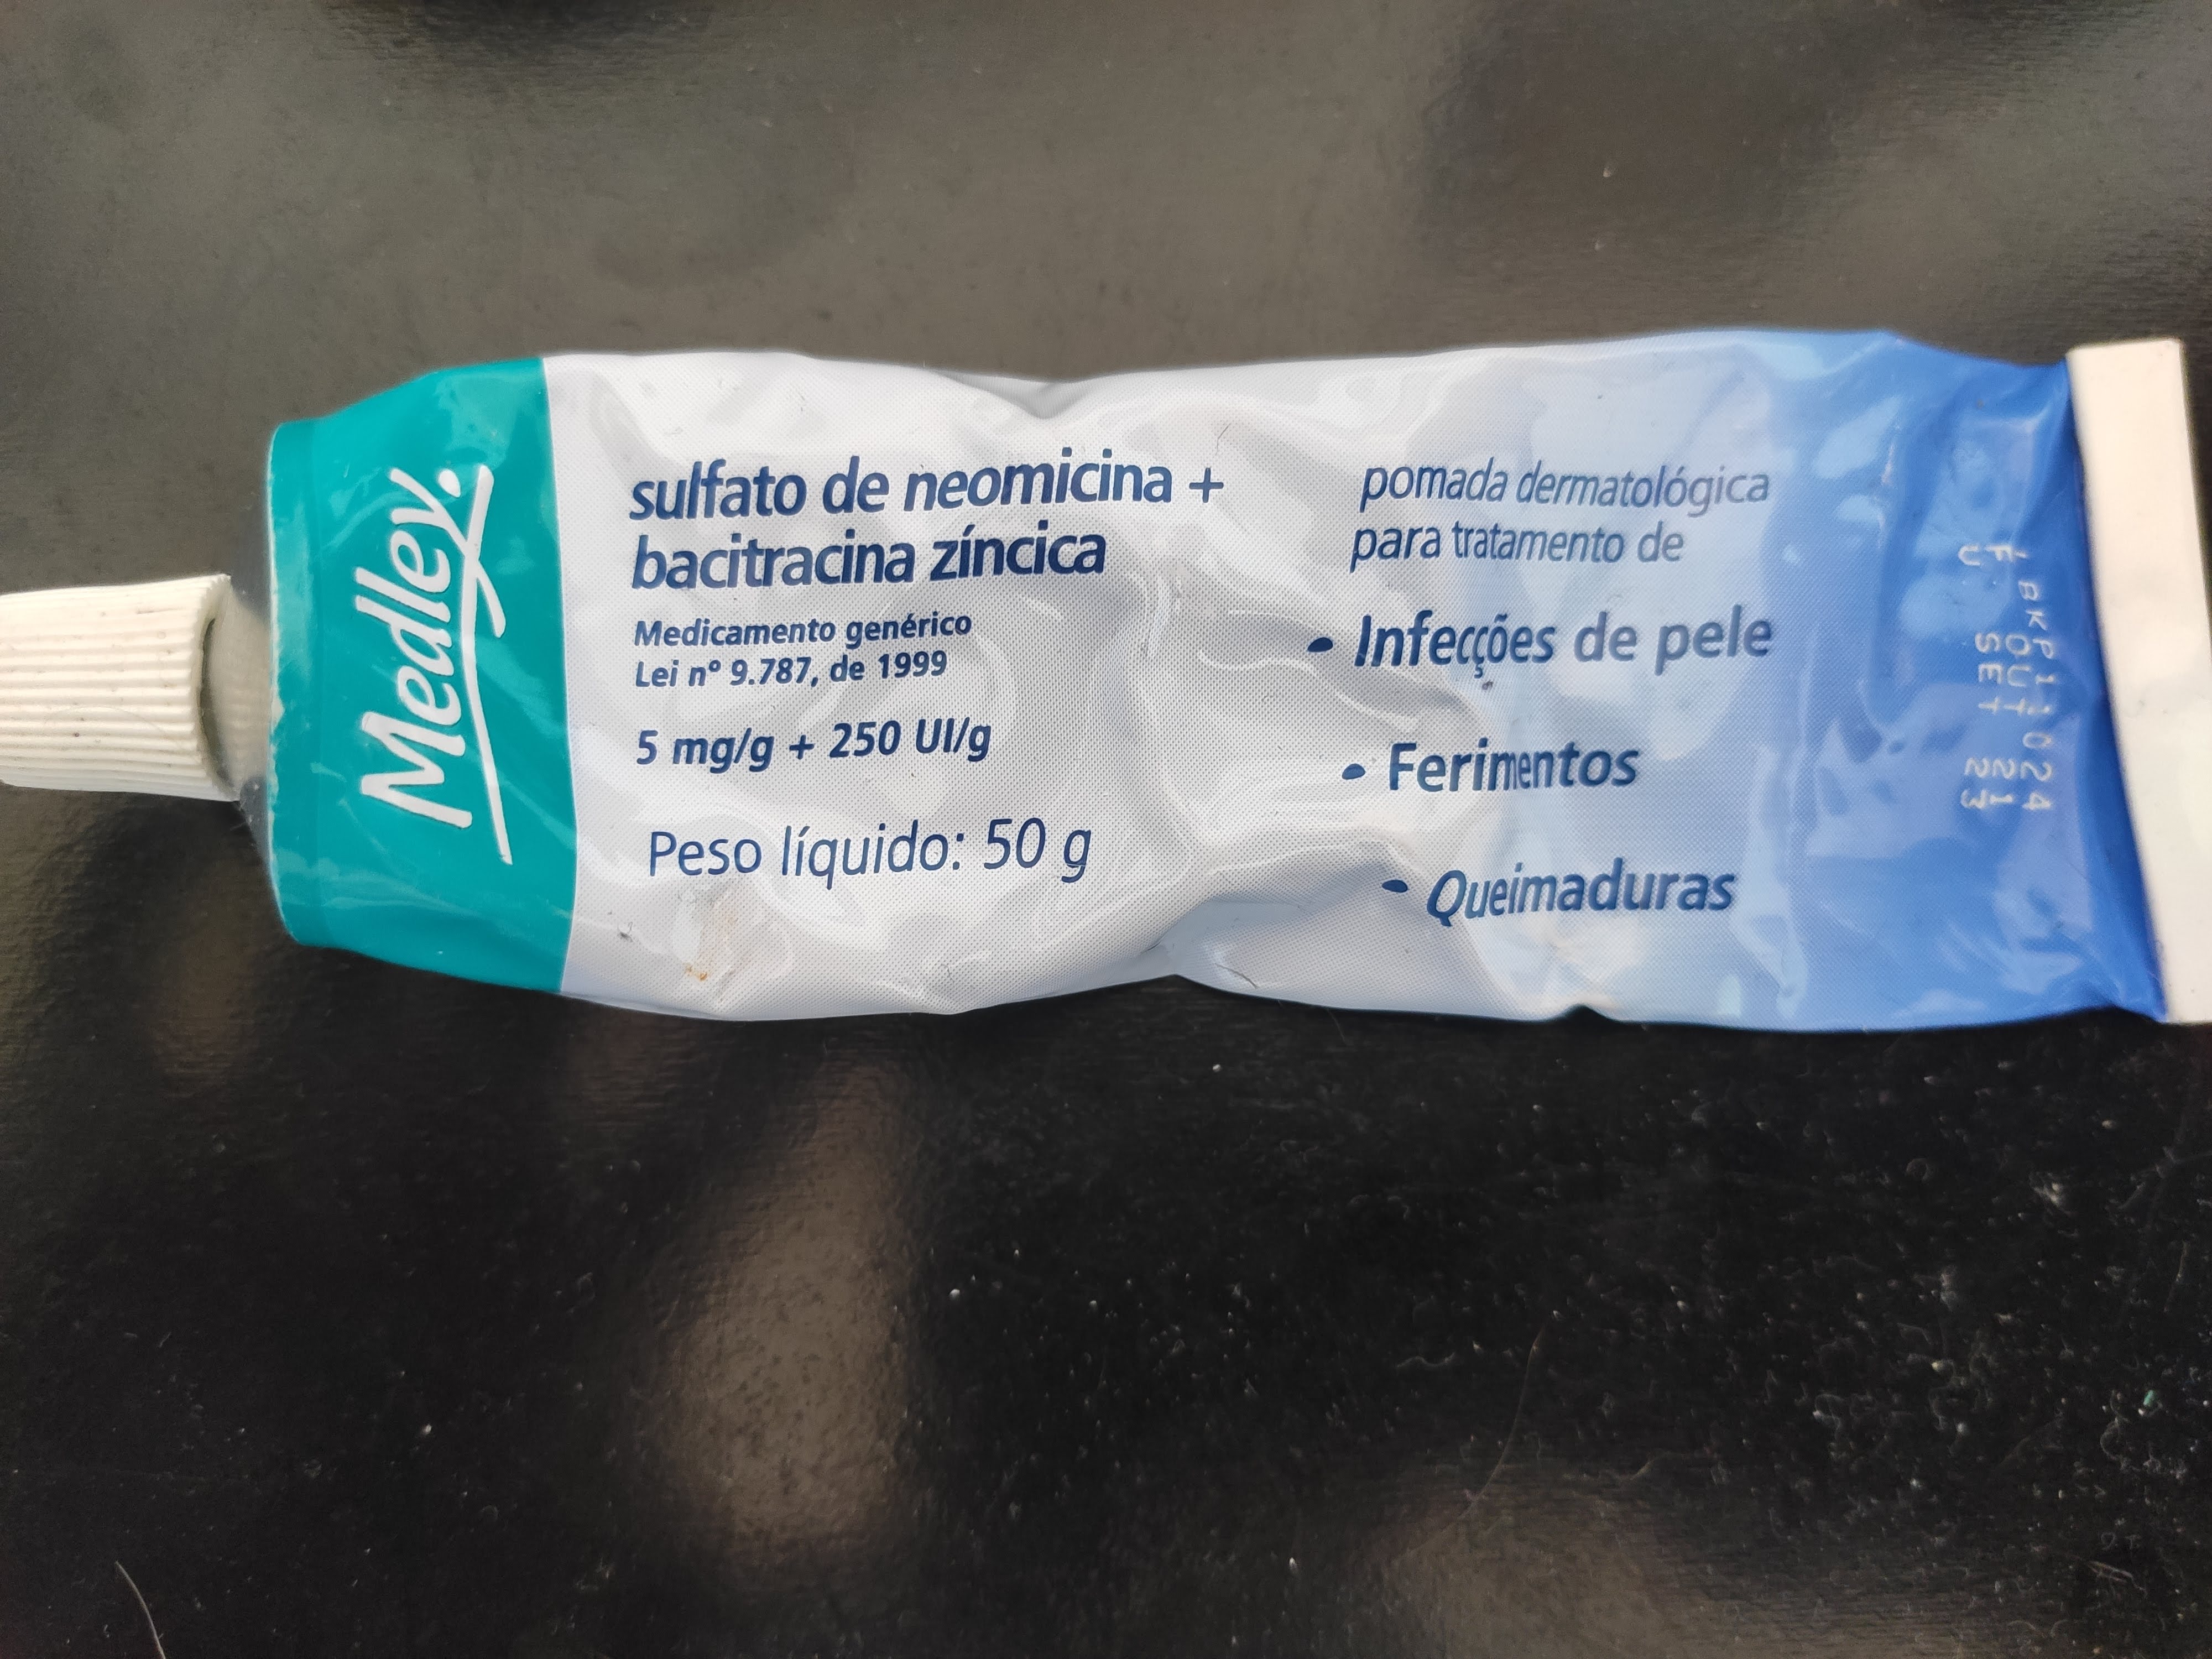 Medley.
sulfato de neomicina +
bacitracina zíncica
Medicamento genérico
Lei nº 9.787, de 1999
5 mg/g + 250 UI/g
Peso líquido: 50 g
pomada dermatológica
para tratamento de
- Infecções de pele
- Ferimentos
- Queimaduras
L BKP11024
F OUT 21
U SET 23